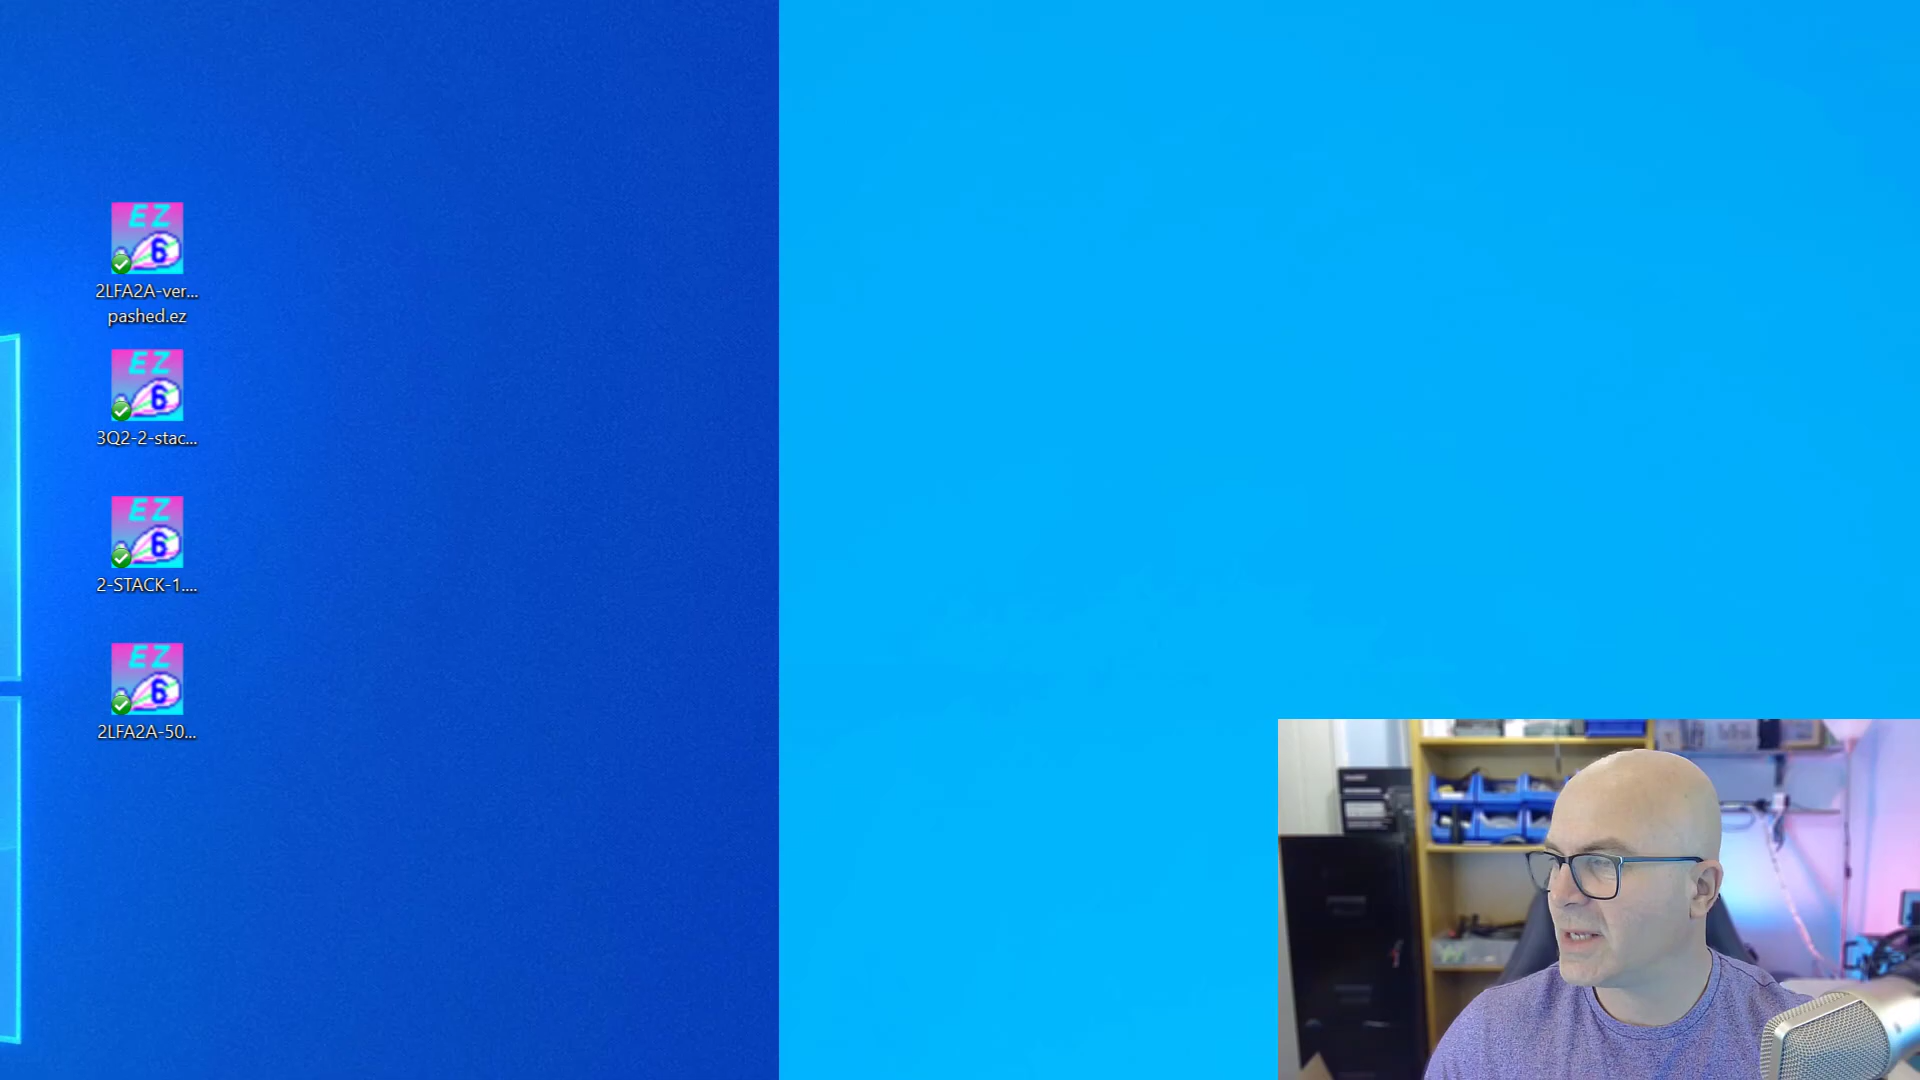 EZ
6
2LFA2A-ver...
pashed.ez
EZ
6
3Q2-2-stac...
EZ
6
2-STACK-1....
EZ
6
2LFA2A-50...